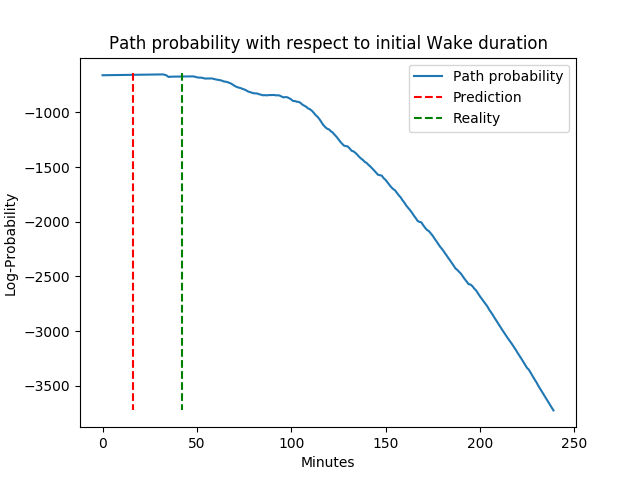 Path probability with respect to initial Wake duration
Path probability
Prediction
Reality
Log-Probability
−1000
−1500
−2000
−2500
−3000
−3500
0 50 100 150 200 250
Minutes